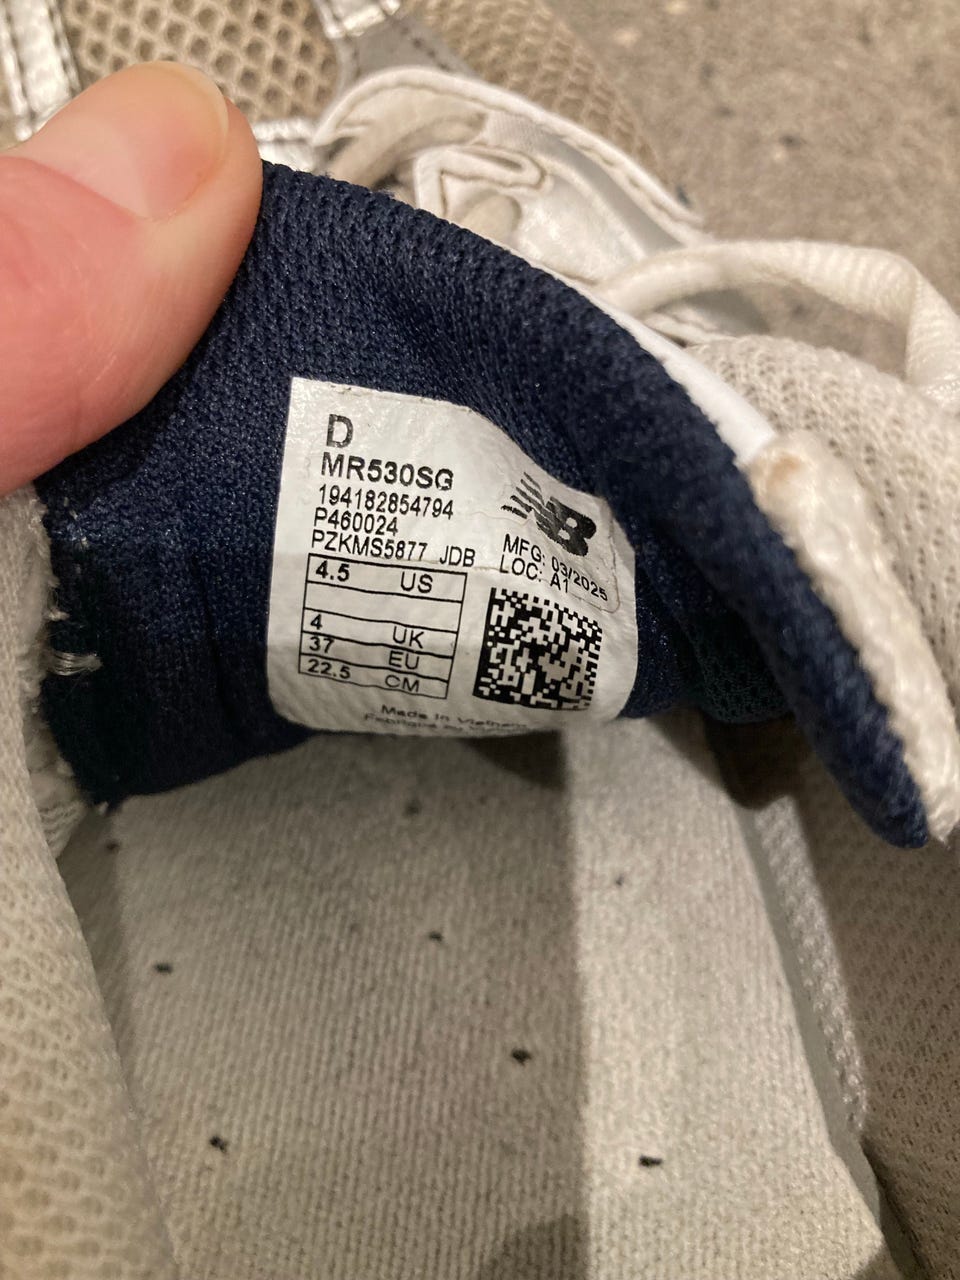 D
MR530SG
194182854794
P460024
PZKMS5877 JDB
NB
MFG: 03/2025
LOC: A1
4.5 US
4 UK
37 EU
22.5 CM
Made in Vietnam